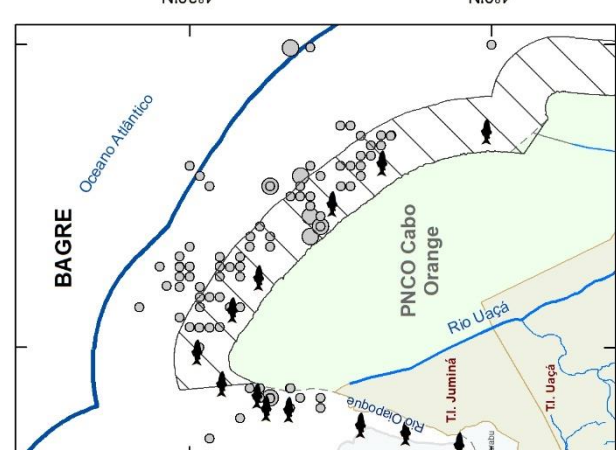 Oceano Atlântico
BAGRE
PNCO Cabo
Orange
Rio Uaçá
T.I. Juminá
T.I. Uaçá
Rio Oiapoque